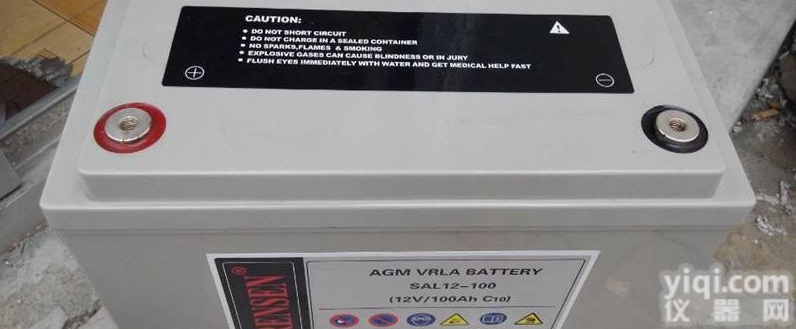 CAUTION:
● DO NOT SHORT CIRCUIT
● DO NOT CHARGE IN A SEALED CONTAINER
● NO SPARKS,FLAMES & SMOKING
● EXPLOSIVE GASES CAN CAUSE BLINDNESS OR IN JURY
● FLUSH EYES IMMEDIATELY WITH WATER AND GET MEDICAL HELP FAST
+
−
ENSEN®
AGM VRLA BATTERY
SAL12-100
(12V/100Ah C10)
yiqi.com
仪器网